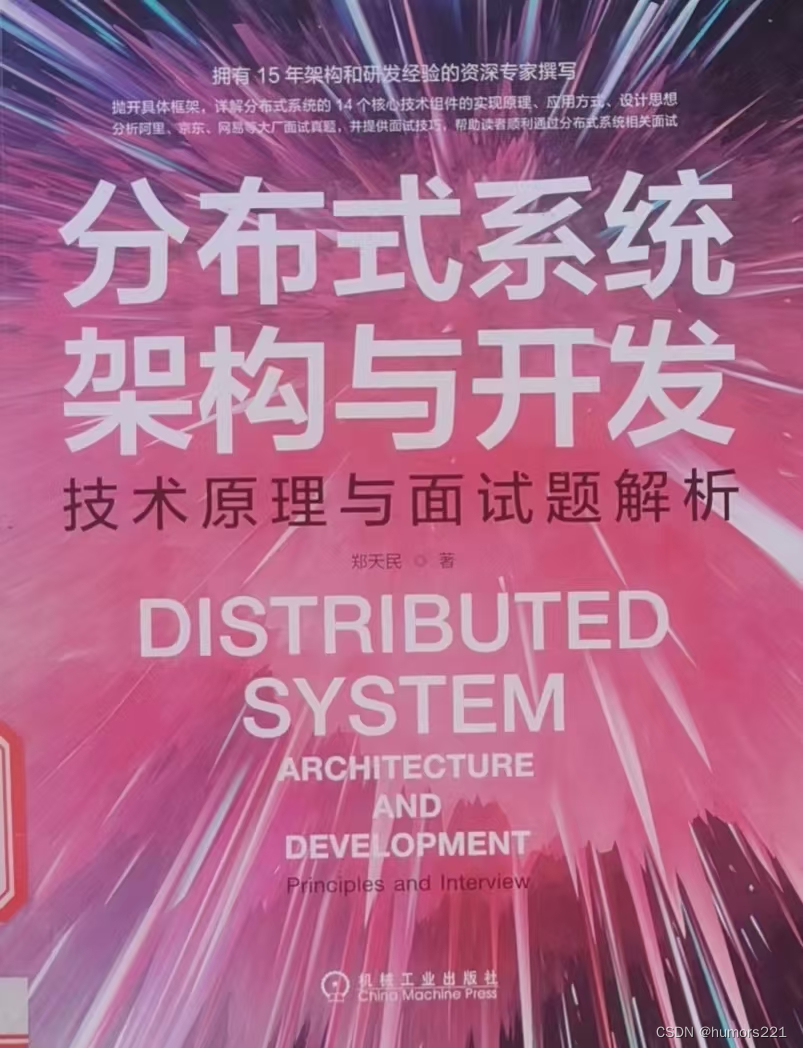 拥有 15 年架构和研发经验的资深专家撰写
抛开具体框架，详解分布式系统的 14 个核心技术组件的实现原理、应用方式、设计思想
分析阿里、京东、网易等大厂面试真题，并提供面试技巧，帮助读者顺利通过分布式系统相关面试
分布式系统
架构与开发
技术原理与面试题解析
郑天民 ◎ 著
DISTRIBUTED
SYSTEM
ARCHITECTURE
AND
DEVELOPMENT
Principles and Interview
机械工业出版社
China Machine Press
CSDN @humors221